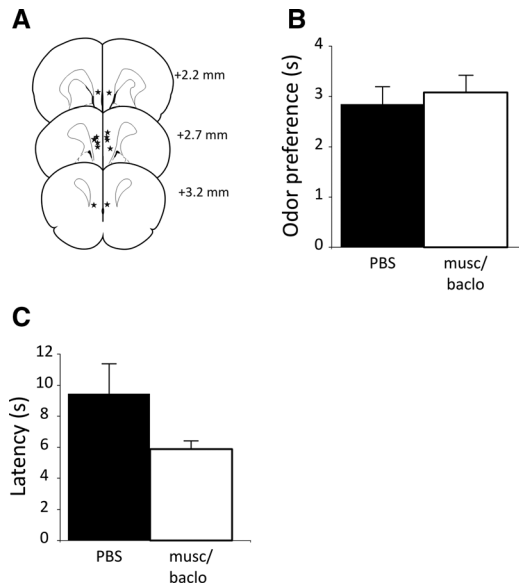 A
+2.2 mm
+2.7 mm
+3.2 mm
B
Odor preference (s)
4
3
2
1
0
PBS
musc/
baclo
C
Latency (s)
12
10
8
6
4
2
0
PBS
musc/
baclo